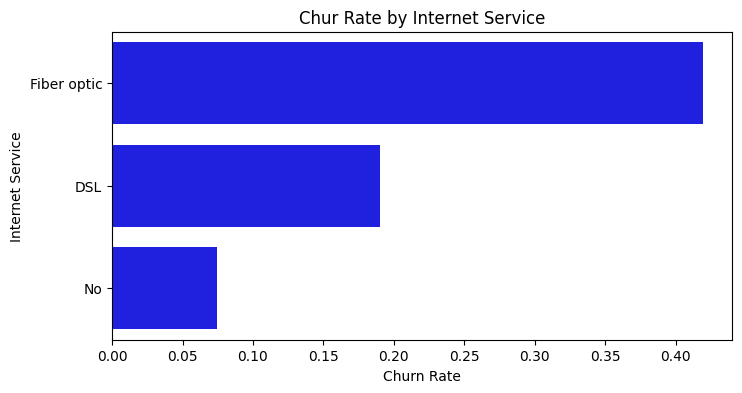 Chur Rate by Internet Service
Internet Service
Fiber optic
DSL
No
0.00 0.05 0.10 0.15 0.20 0.25 0.30 0.35 0.40
Churn Rate